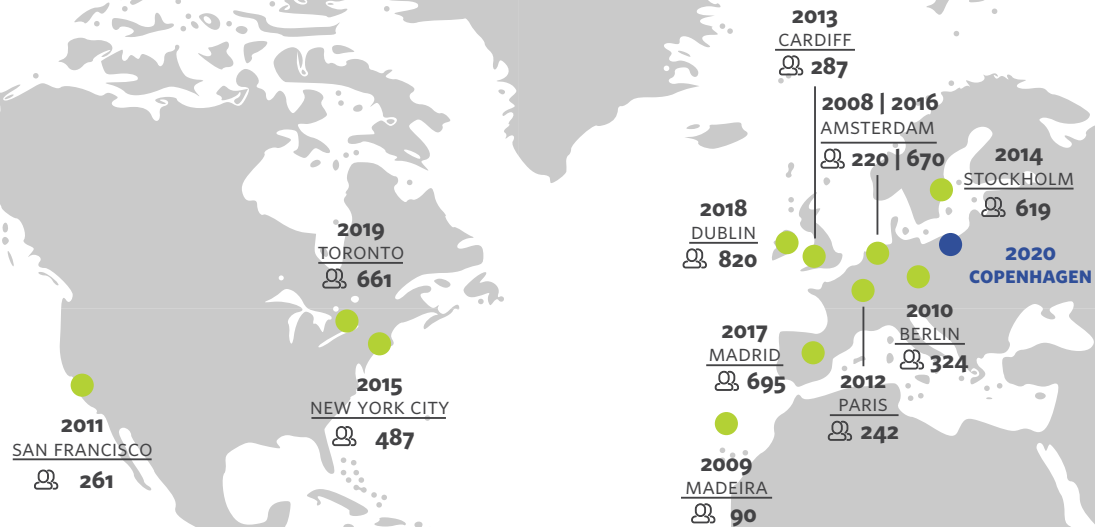 2013
CARDIFF
287
2008 | 2016
AMSTERDAM
220 | 670
2014
STOCKHOLM
619
2018
DUBLIN
820
2020
COPENHAGEN
2019
TORONTO
661
2010
BERLIN
324
2017
MADRID
695
2012
PARIS
242
2015
NEW YORK CITY
487
2011
SAN FRANCISCO
261
2009
MADEIRA
90